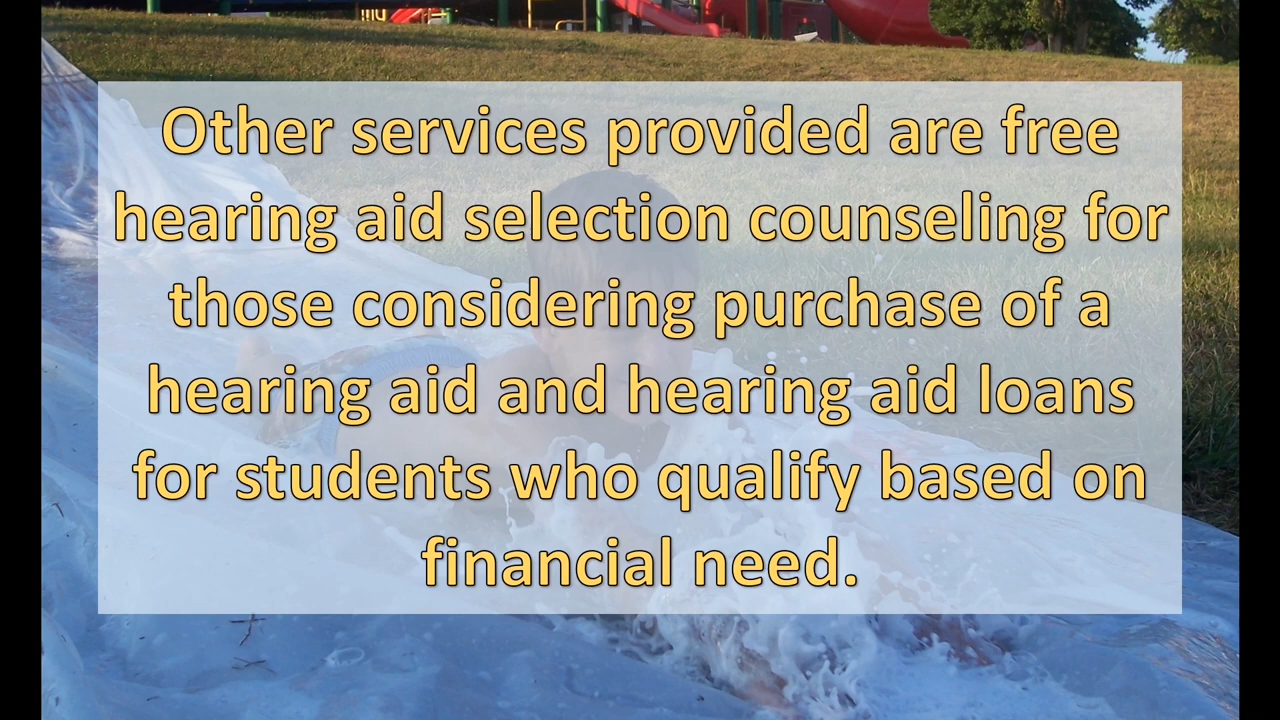 Other services provided are free
hearing aid selection counseling for
those considering purchase of a
hearing aid and hearing aid loans
for students who qualify based on
financial need.